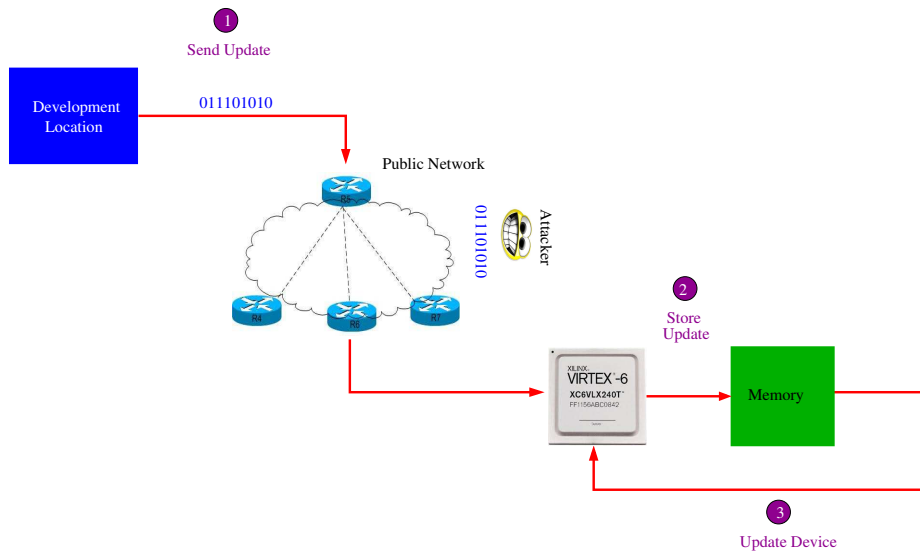 1
Send Update
Development
Location
011101010
Public Network
R5
011101010
Attacker
R4
R6
R7
2
Store
Update
XILINX
VIRTEX-6
XC6VLX240T™
FF1156ABC0842
Memory
3
Update Device